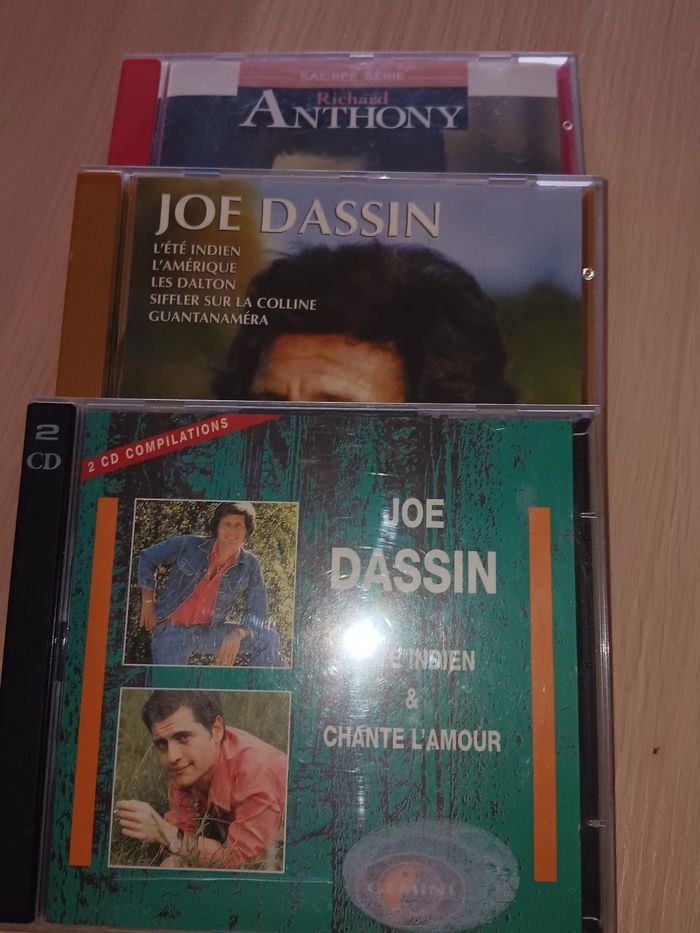 SACRÉE SÉRIE
Richard
ANTHONY
JOE DASSIN
L'ÉTÉ INDIEN
L'AMÉRIQUE
LES DALTON
SIFFLER SUR LA COLLINE
GUANTANAMÉRA
2 CD
2 CD COMPILATIONS
JOE
DASSIN
INDIEN
&
CHANTE L'AMOUR
GEMINI